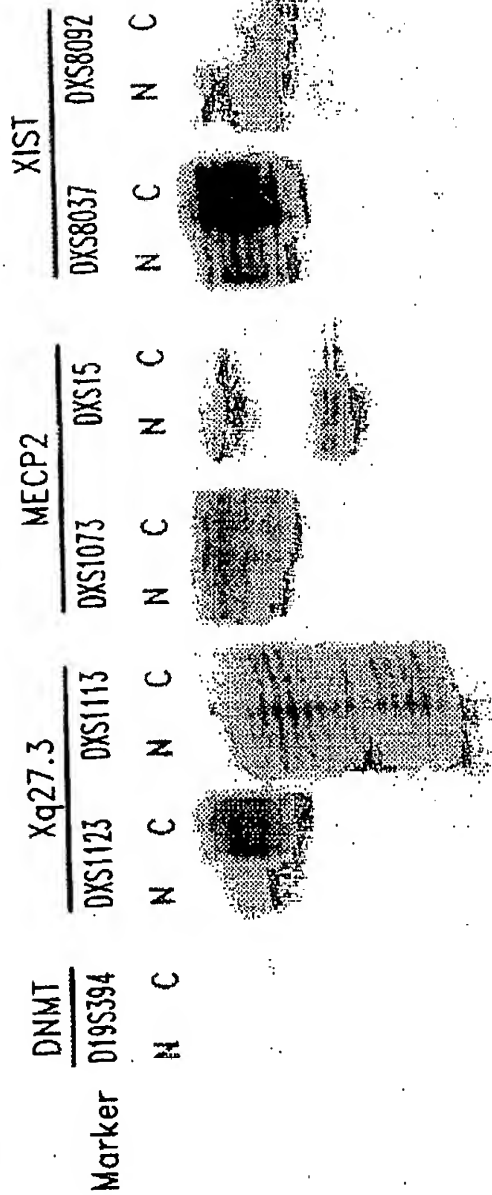 DNMT Xq27.3 MECP2 XIST
Marker D19S394 DXS1123 DXS1113 DXS1073 DXS15 DXS8037 DXS8092
N C N C N C N C N C N C N C